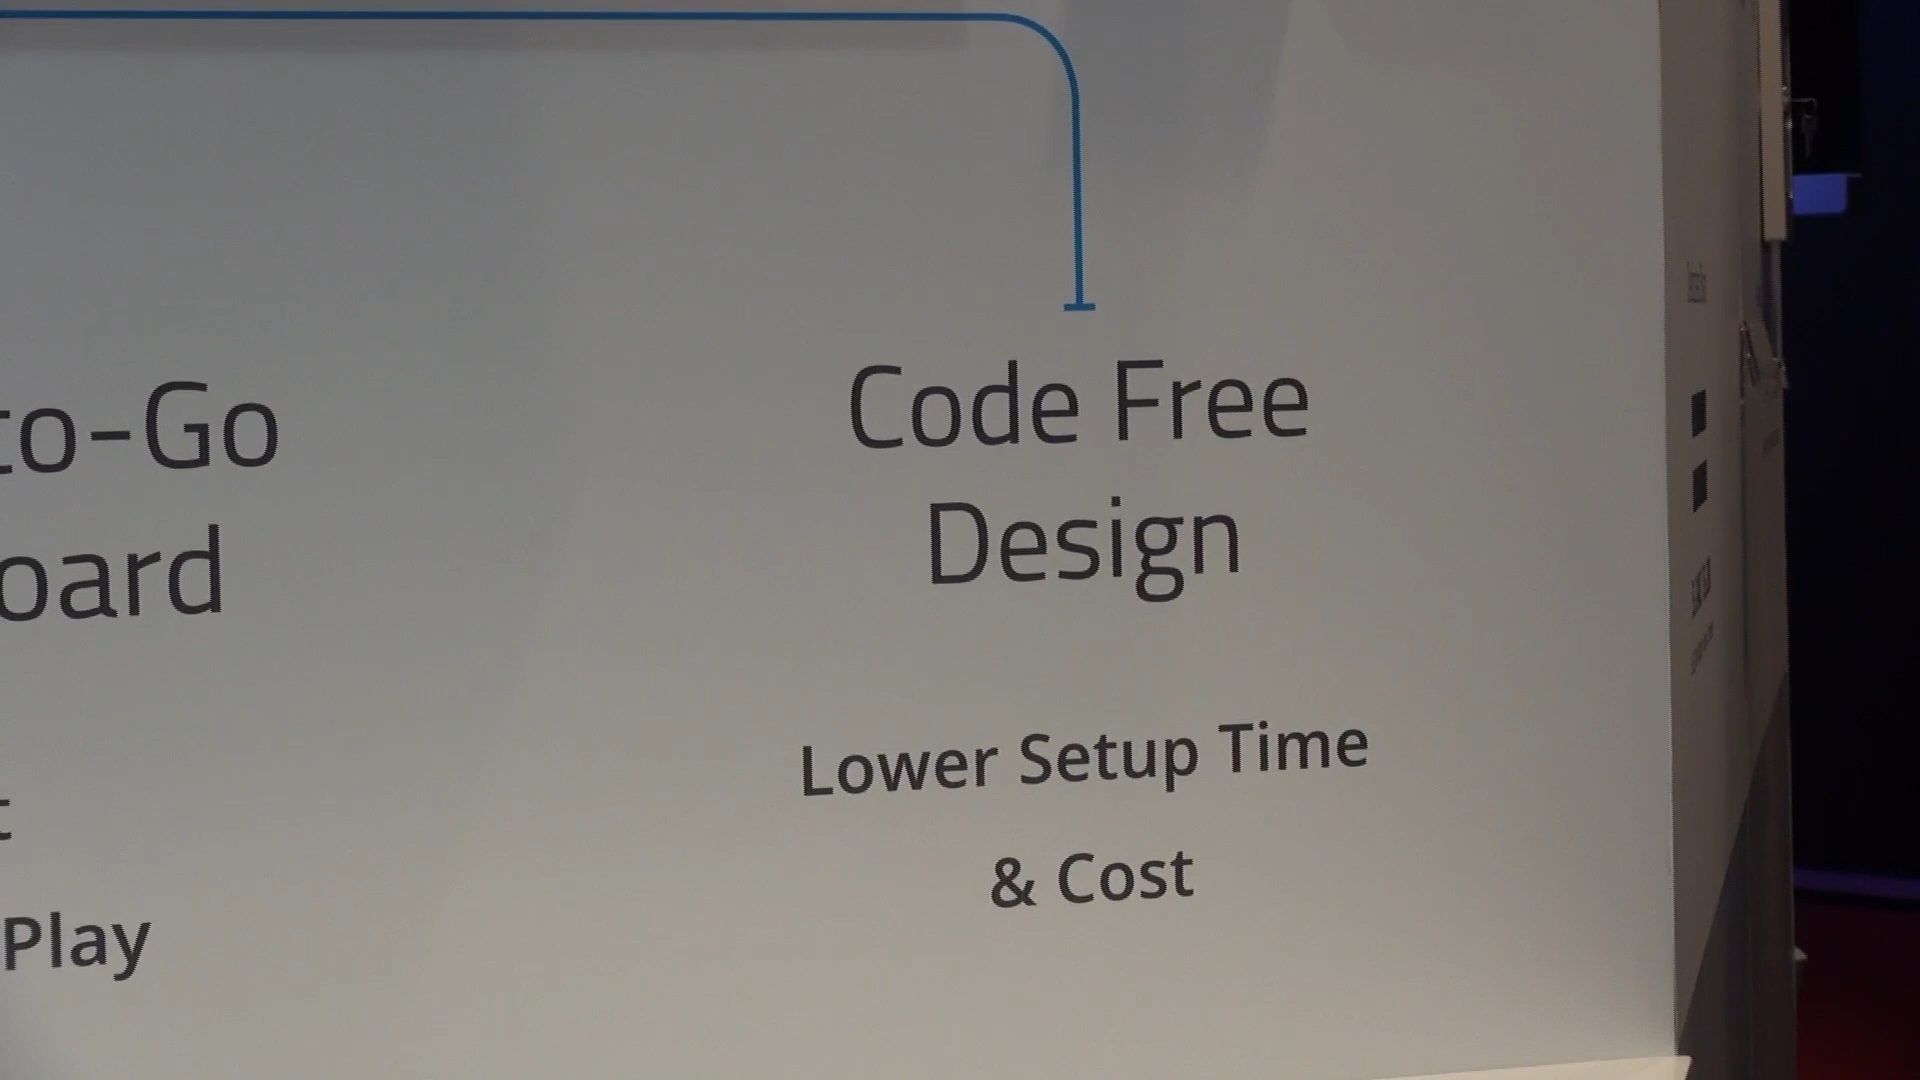 to-Go
oard
t
Play
Code Free
Design
Lower Setup Time
& Cost